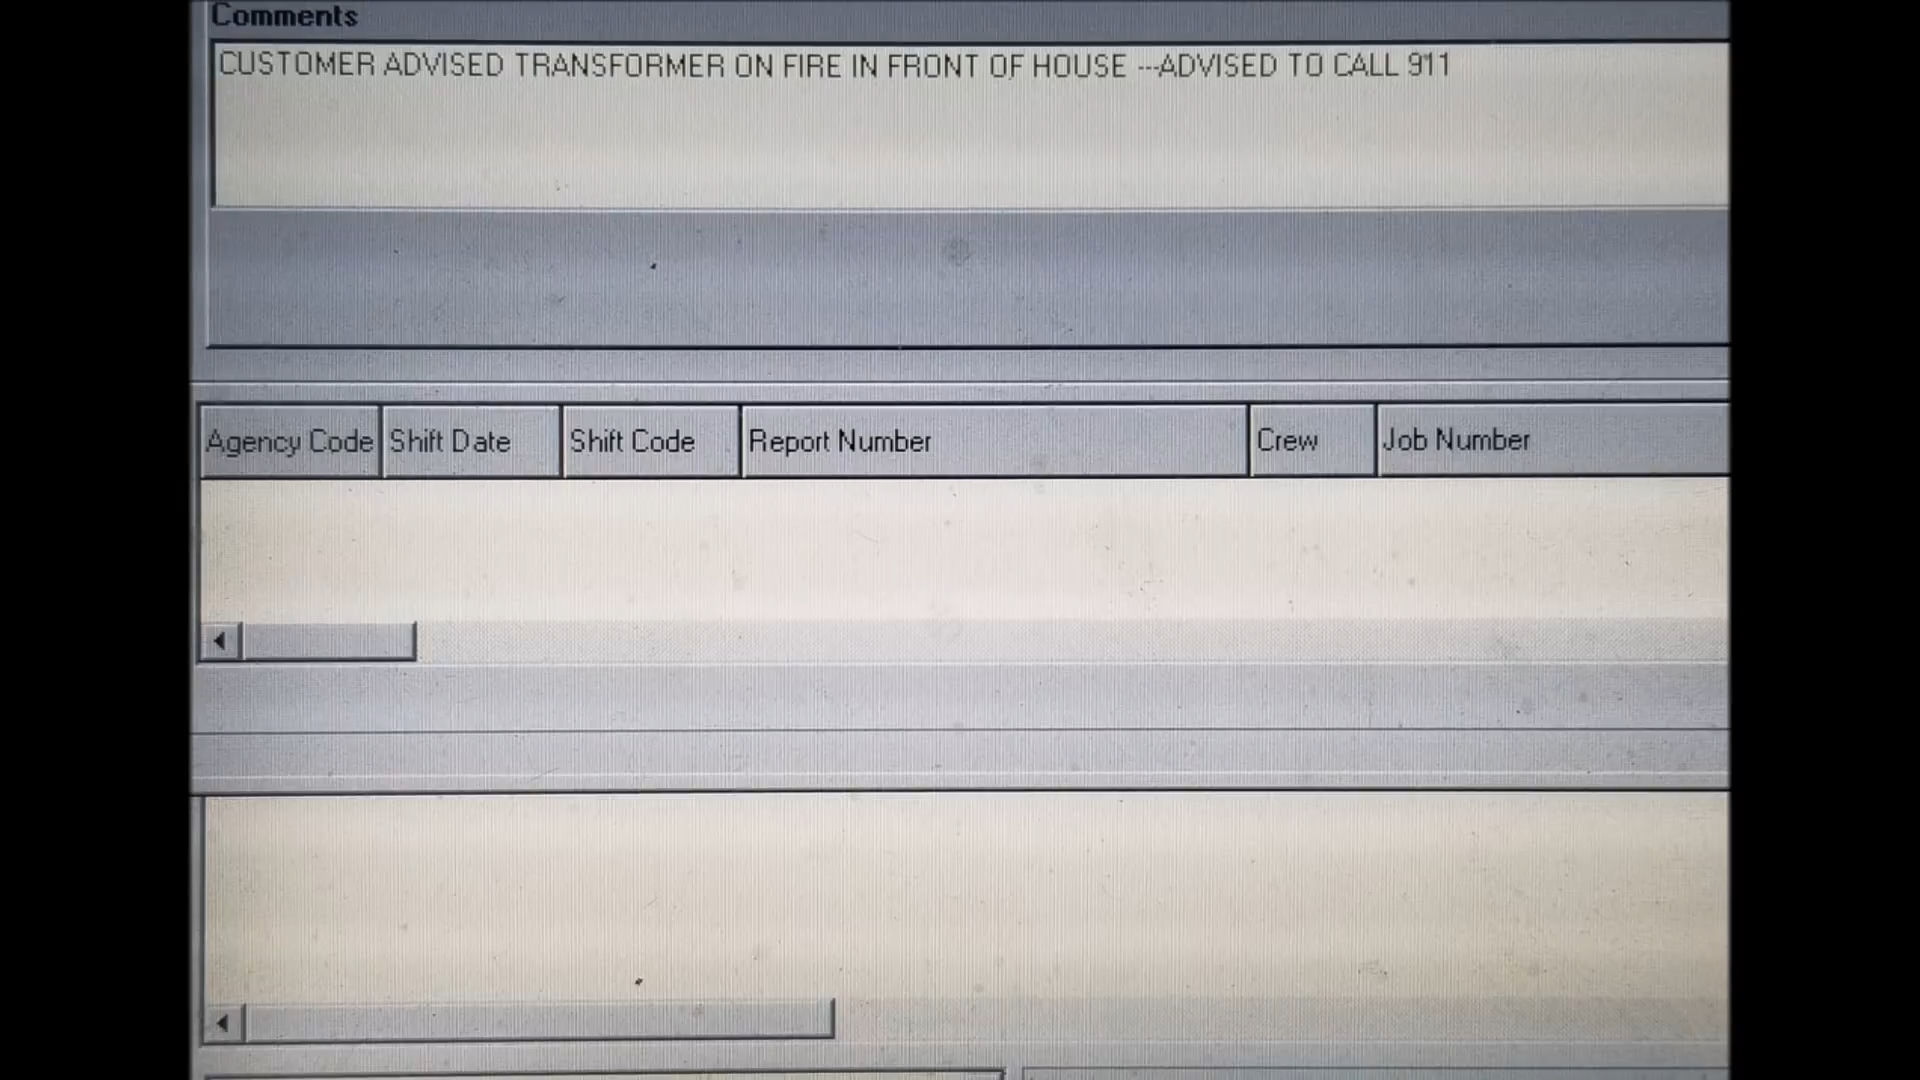 Comments
CUSTOMER ADVISED TRANSFORMER ON FIRE IN FRONT OF HOUSE ---ADVISED TO CALL 911
Agency Code Shift Date Shift Code Report Number Crew Job Number